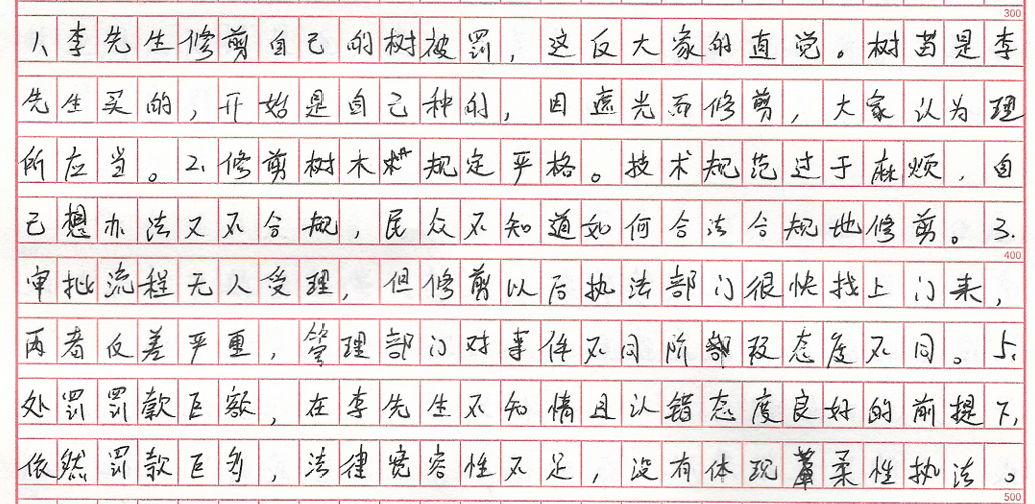 300
1、李先生修剪自己的树被罚，这反大家的直觉。树苗是李
先生买的，开始是自己种的，因遮光而修剪，大家认为理
所应当。2、修剪树木 规定严格。技术规范过于麻烦，自
己想办法又不合规，民众不知道如何合法合规地修剪。3.
400
审批流程无人受理，但修剪以后执法部门很快找上门来，
两者反差严重，管理部门对事件不同阶段态度不同。5、
处罚罚款巨额，在李先生不知情且认错态度良好的前提下，
依然罚款巨多，法律宽容性不足，没有体现柔性执法。
500